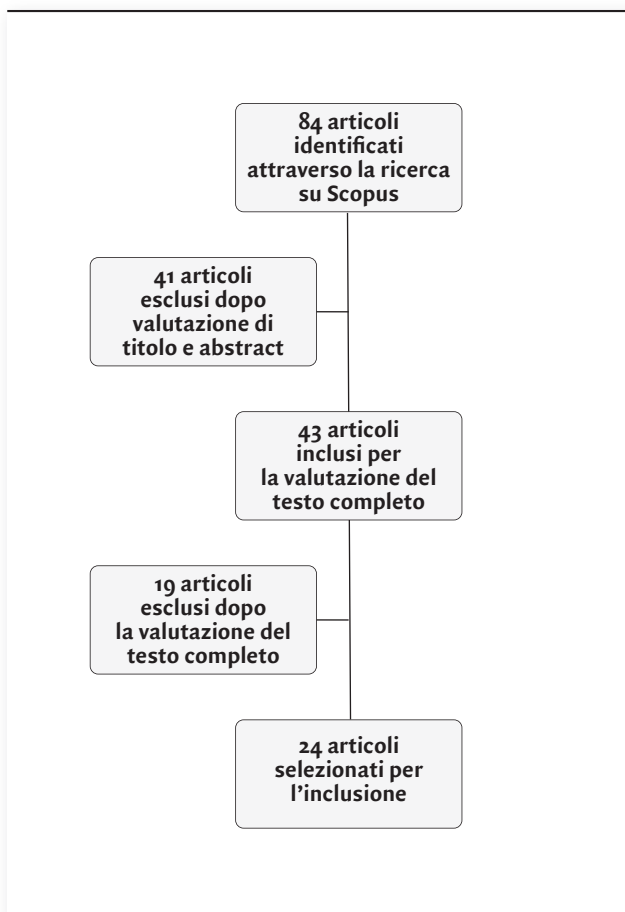 84 articoli
identificati
attraverso la ricerca
su Scopus
41 articoli
esclusi dopo
valutazione di
titolo e abstract
43 articoli
inclusi per
la valutazione del
testo completo
19 articoli
esclusi dopo
la valutazione del
testo completo
24 articoli
selezionati per
l’inclusione